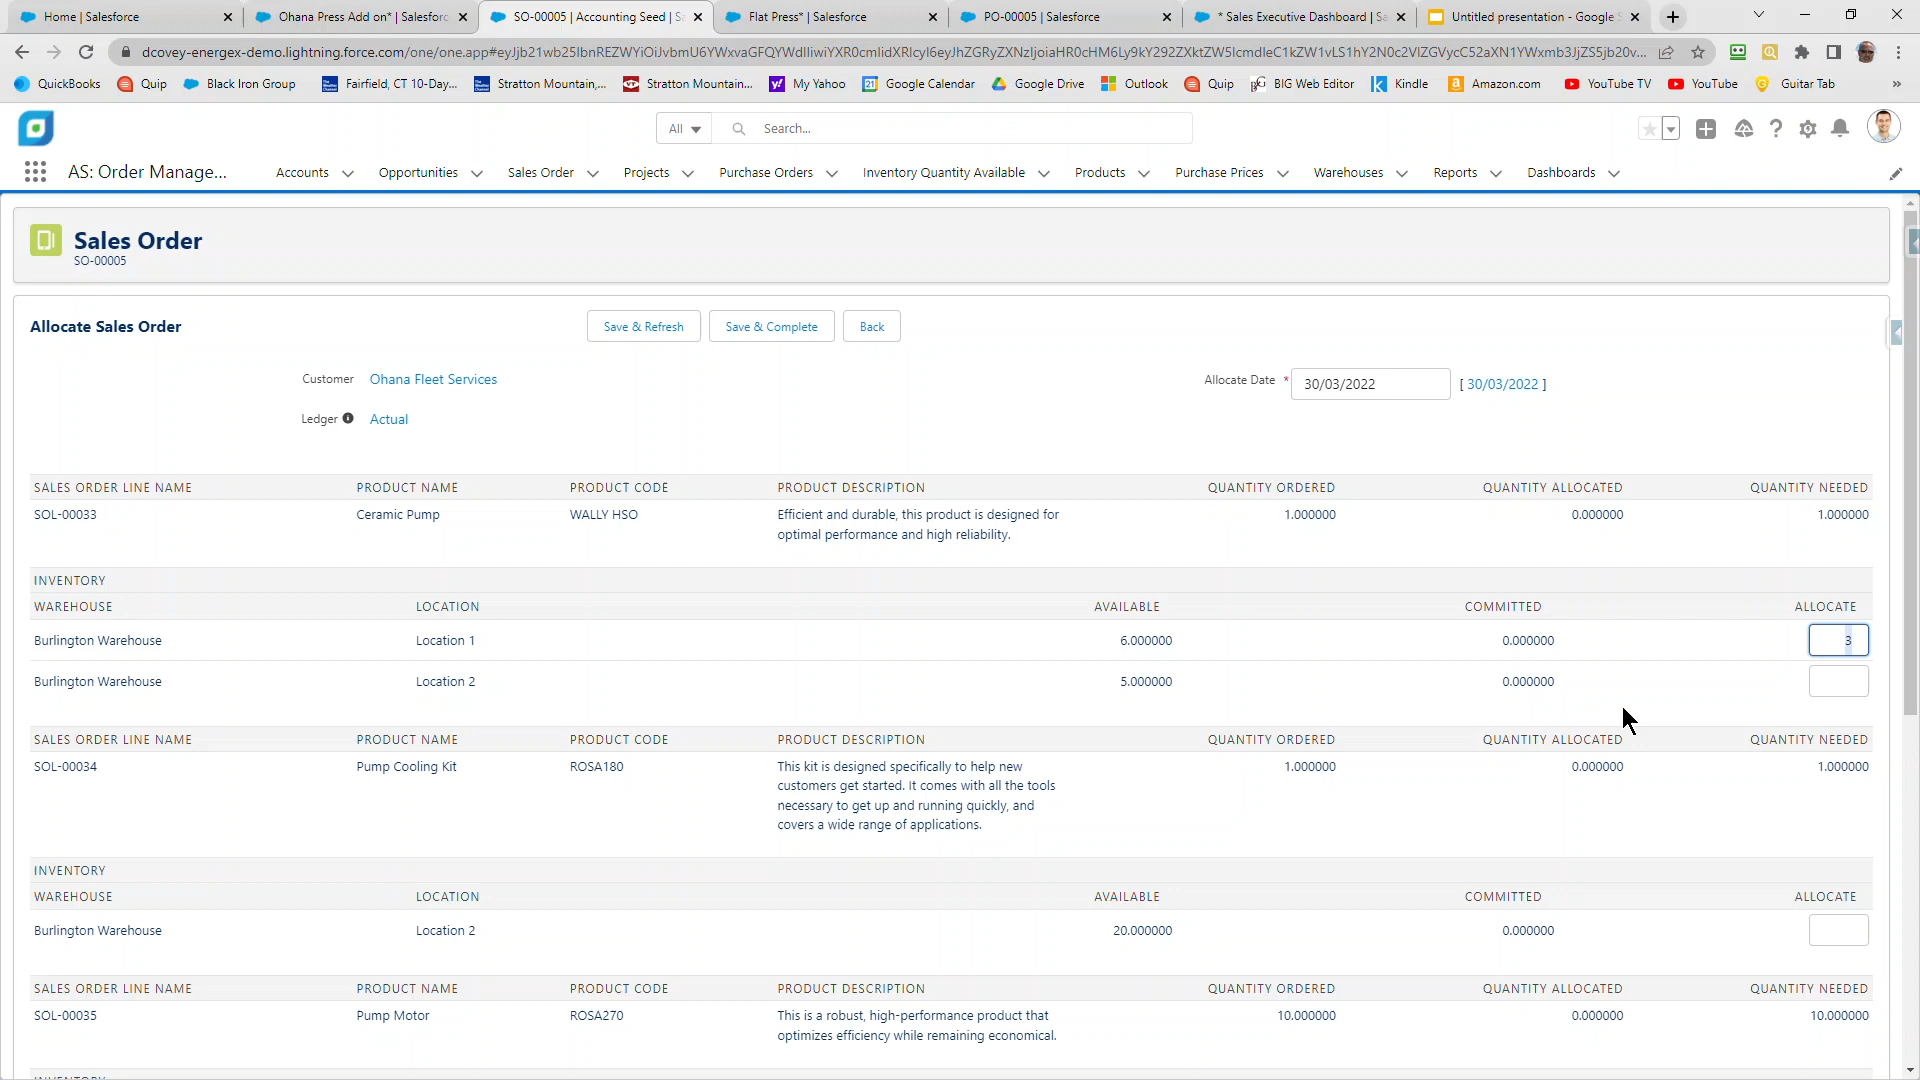 Home | Salesforce
Ohana Press Add on* | Salesforc
SO-00005 | Accounting Seed | Sa
Flat Press* | Salesforce
PO-00005 | Salesforce
* Sales Executive Dashboard | Sa
Untitled presentation - Google S
QuickBooks
Quip
Black Iron Group
Fairfield, CT 10-Day...
Stratton Mountain,...
Stratton Mountain...
My Yahoo
Google Calendar
Google Drive
Outlook
Quip
BIG Web Editor
Kindle
Amazon.com
YouTube TV
YouTube
Guitar Tab
»
All
Search...
AS: Order Manage...
Accounts
Opportunities
Sales Order
Projects
Purchase Orders
Inventory Quantity Available
Products
Purchase Prices
Warehouses
Reports
Dashboards
Sales Order
SO-00005
Allocate Sales Order
Save & Refresh
Save & Complete
Back
Customer Ohana Fleet Services
Allocate Date * 30/03/2022 [ 30/03/2022 ]
Ledger Actual
SALES ORDER LINE NAME PRODUCT NAME PRODUCT CODE PRODUCT DESCRIPTION QUANTITY ORDERED QUANTITY ALLOCATED QUANTITY NEEDED
SOL-00033 Ceramic Pump WALLY HSO Efficient and durable, this product is designed for 1.000000 0.000000 1.000000
optimal performance and high reliability.
INVENTORY
WAREHOUSE LOCATION AVAILABLE COMMITTED ALLOCATE
Burlington Warehouse Location 1 6.000000 0.000000 3
Burlington Warehouse Location 2 5.000000 0.000000
SALES ORDER LINE NAME PRODUCT NAME PRODUCT CODE PRODUCT DESCRIPTION QUANTITY ORDERED QUANTITY ALLOCATED QUANTITY NEEDED
SOL-00034 Pump Cooling Kit ROSA180 This kit is designed specifically to help new 1.000000 0.000000 1.000000
customers get started. It comes with all the tools
necessary to get up and running quickly, and
covers a wide range of applications.
INVENTORY
WAREHOUSE LOCATION AVAILABLE COMMITTED ALLOCATE
Burlington Warehouse Location 2 20.000000 0.000000
SALES ORDER LINE NAME PRODUCT NAME PRODUCT CODE PRODUCT DESCRIPTION QUANTITY ORDERED QUANTITY ALLOCATED QUANTITY NEEDED
SOL-00035 Pump Motor ROSA270 This is a robust, high-performance product that 10.000000 0.000000 10.000000
optimizes efficiency while remaining economical.